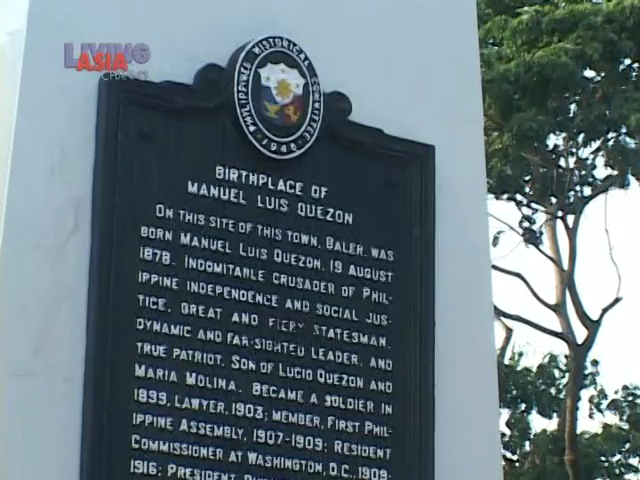 LIVING
ASIA
CHANNEL
PHILIPPINES HISTORICAL COMMITTEE
· 1948 ·
BIRTHPLACE OF
MANUEL LUIS QUEZON
ON THIS SITE OF THIS TOWN, BALER, WAS
BORN MANUEL LUIS QUEZON, 19 AUGUST
1878. INDOMITABLE CRUSADER OF PHIL-
IPPINE INDEPENDENCE AND SOCIAL JUS-
TICE, GREAT AND FIERY STATESMAN,
DYNAMIC AND FAR-SIGHTED LEADER, AND
TRUE PATRIOT. SON OF LUCIO QUEZON AND
MARIA MOLINA. BECAME A SOLDIER IN
1899, LAWYER, 1903; MEMBER, FIRST PHIL-
IPPINE ASSEMBLY, 1907-1909; RESIDENT
COMMISSIONER AT WASHINGTON, D.C., 1909-
1916; PRESIDENT